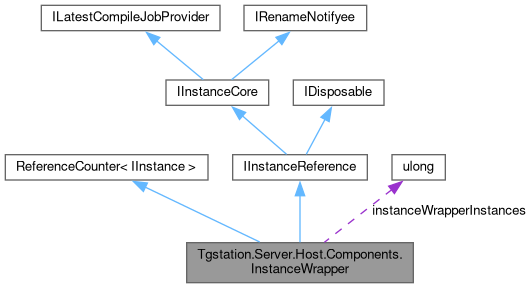 ILatestCompileJobProvider
IRenameNotifyee
IInstanceCore
IDisposable
ReferenceCounter< IInstance >
IInstanceReference
ulong
instanceWrapperInstances
Tgstation.Server.Host.Components.
InstanceWrapper